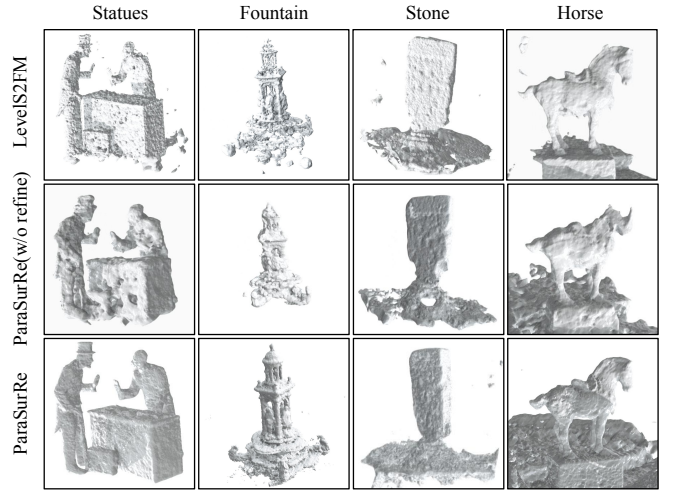 Statues Fountain Stone Horse
LevelS2FM
ParaSurRe(w/o refine)
ParaSurRe